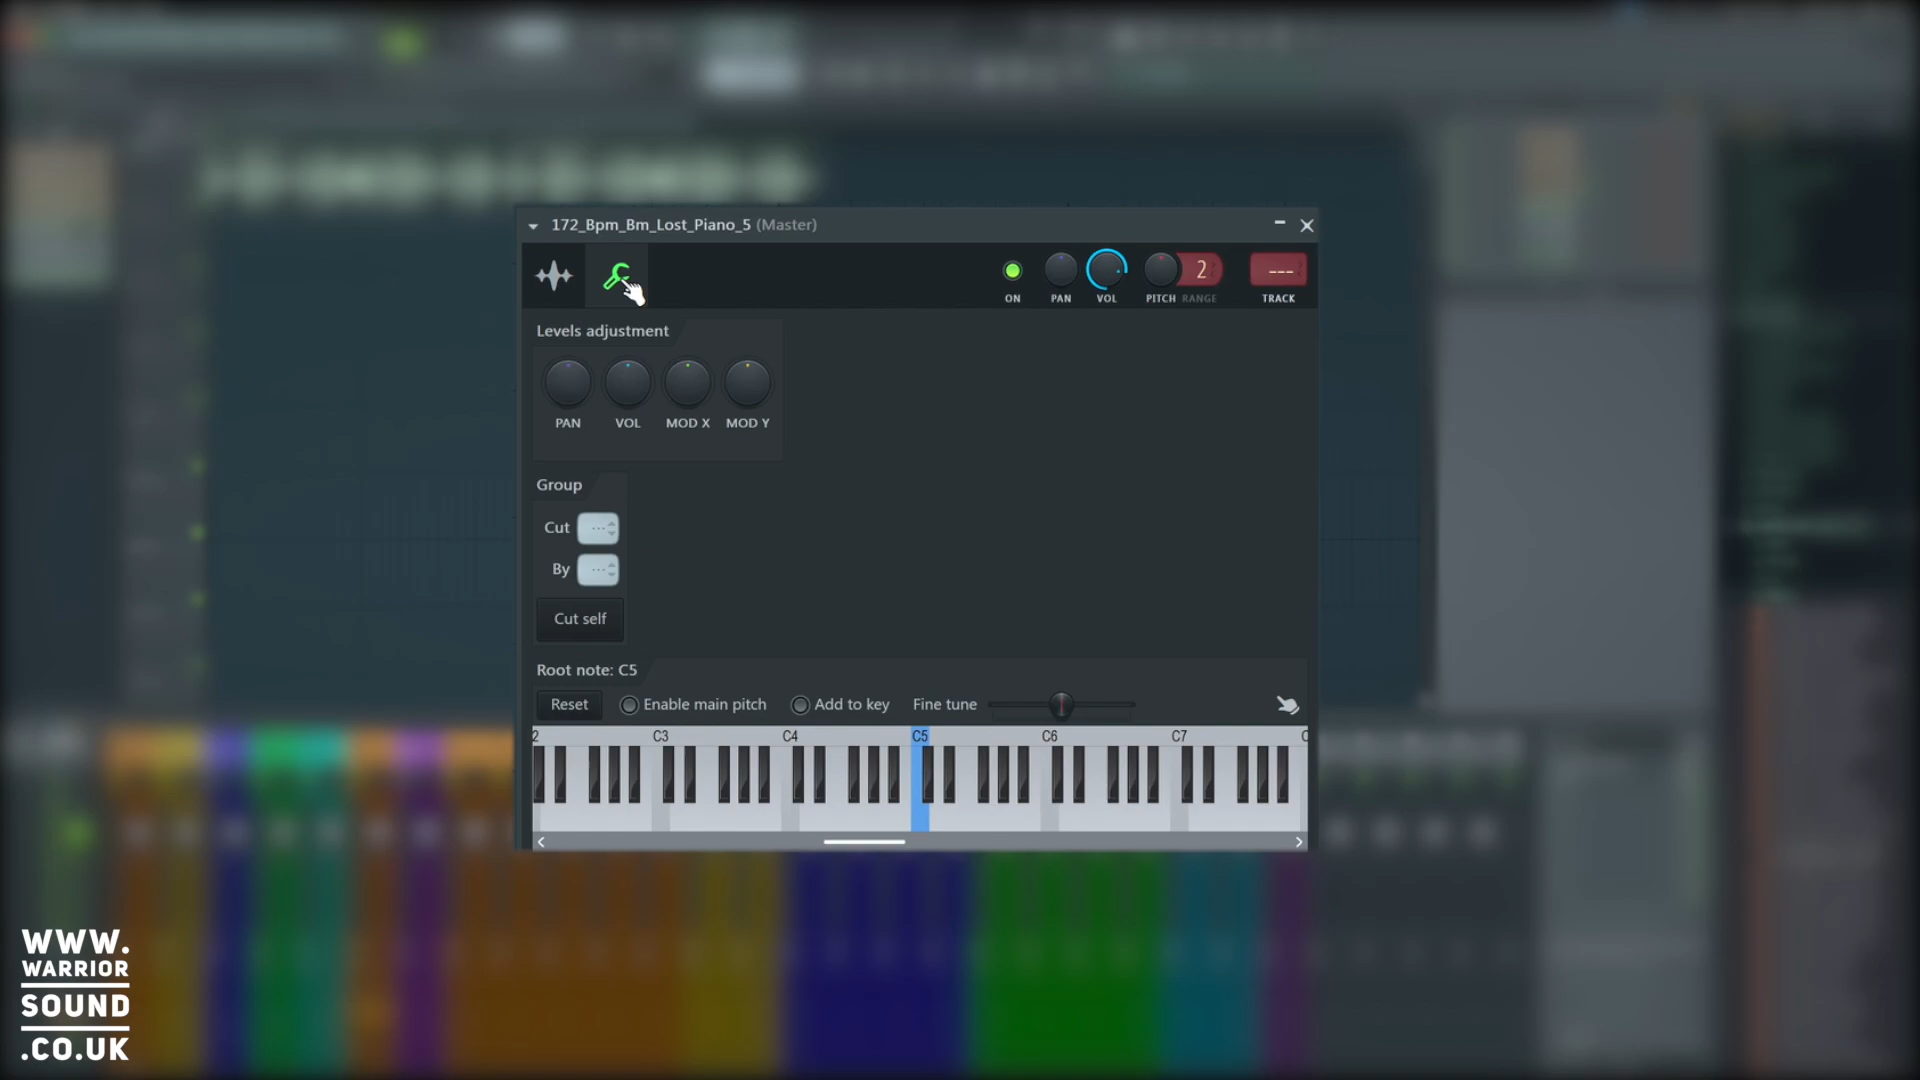 172_Bpm_Bm_Lost_Piano_5 (Master)
2
---
ON
PAN
VOL
PITCH RANGE
TRACK
Levels adjustment
PAN
VOL
MOD X
MOD Y
Group
Cut ---
By ---
Cut self
Root note: C5
Reset
Enable main pitch
Add to key
Fine tune
2 C3 C4 C5 C6 C7 C
WWW.
WARRIOR
SOUND
.CO.UK